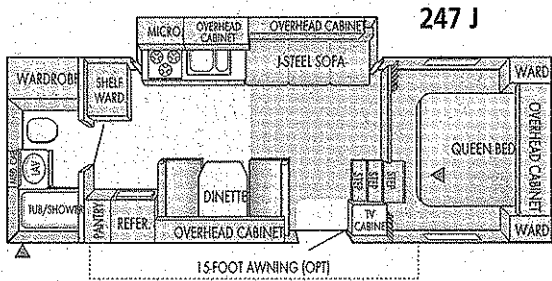 247 J
MICRO
OVERHEAD
CABINET
OVERHEAD CABINET
WARDROBE
SHELF
WARD
J-STEEL SOFA
WARD
LAV
QUEEN BED
OVERHEAD CABINET
TUB/SHOWER
PANTRY
REFER.
DINETTE
STEP
STEP
STEP
TV
CABINET
OVERHEAD CABINET
WARD
15-FOOT AWNING (OPT)